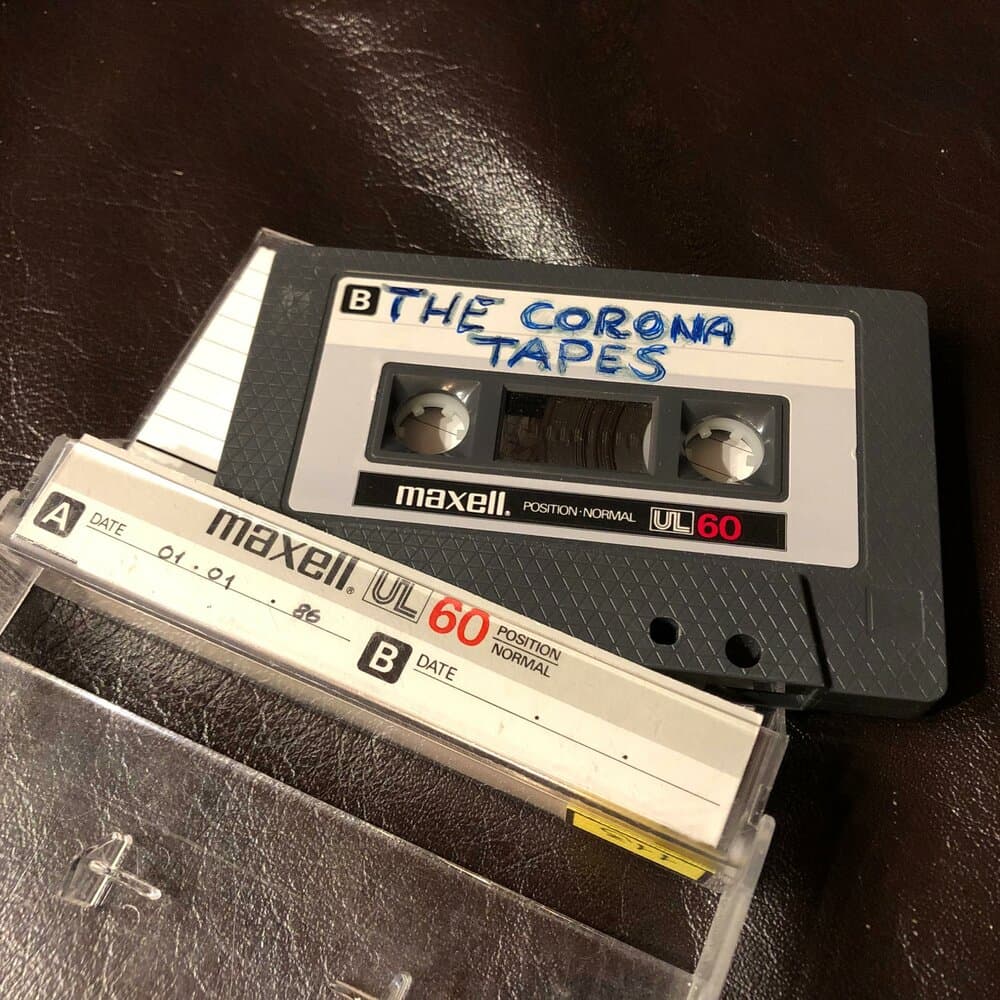 B THE CORONA
TAPES
maxell. POSITION·NORMAL UL 60
A DATE 01.01.86
maxell® UL 60 POSITION
NORMAL
B DATE